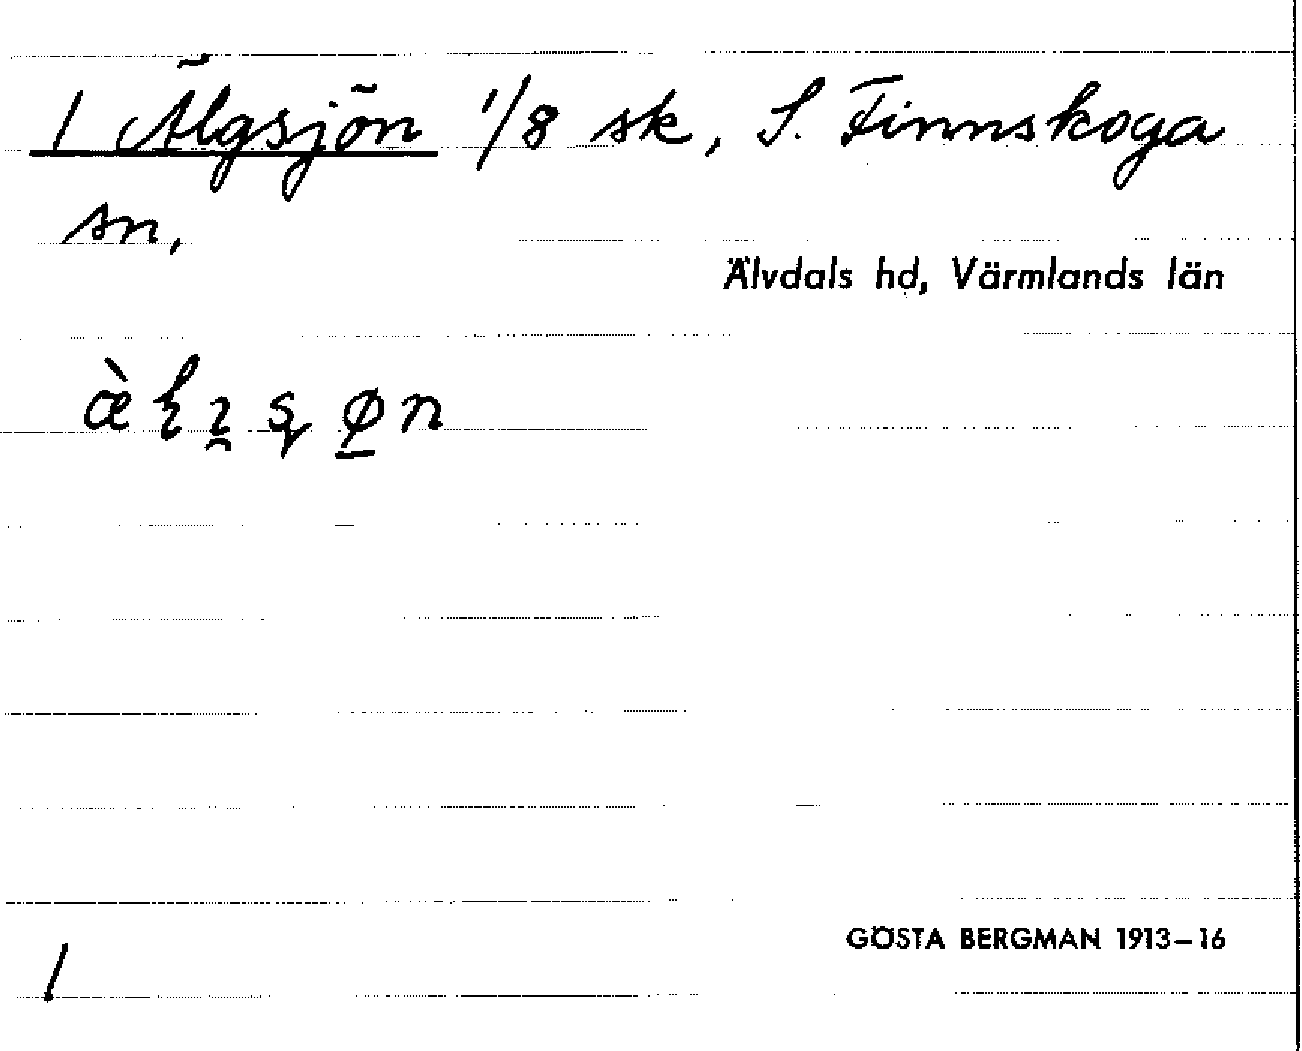 1 Älgsjön 1/8 sk, S. Finnskoga
sn,
Älvdals hd, Värmlands län
GÖSTA BERGMAN 1913–16
1